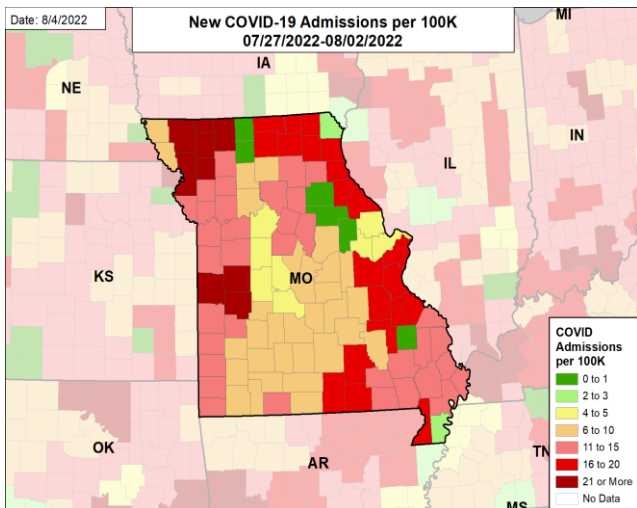 Date: 8/4/2022
New COVID-19 Admissions per 100K
07/27/2022-08/02/2022
MI
IA
NE
IN
IL
KS
MO
COVID
Admissions
per 100K
0 to 1
2 to 3
4 to 5
6 to 10
11 to 15
16 to 20
21 or More
No Data
OK
AR
TN
MS